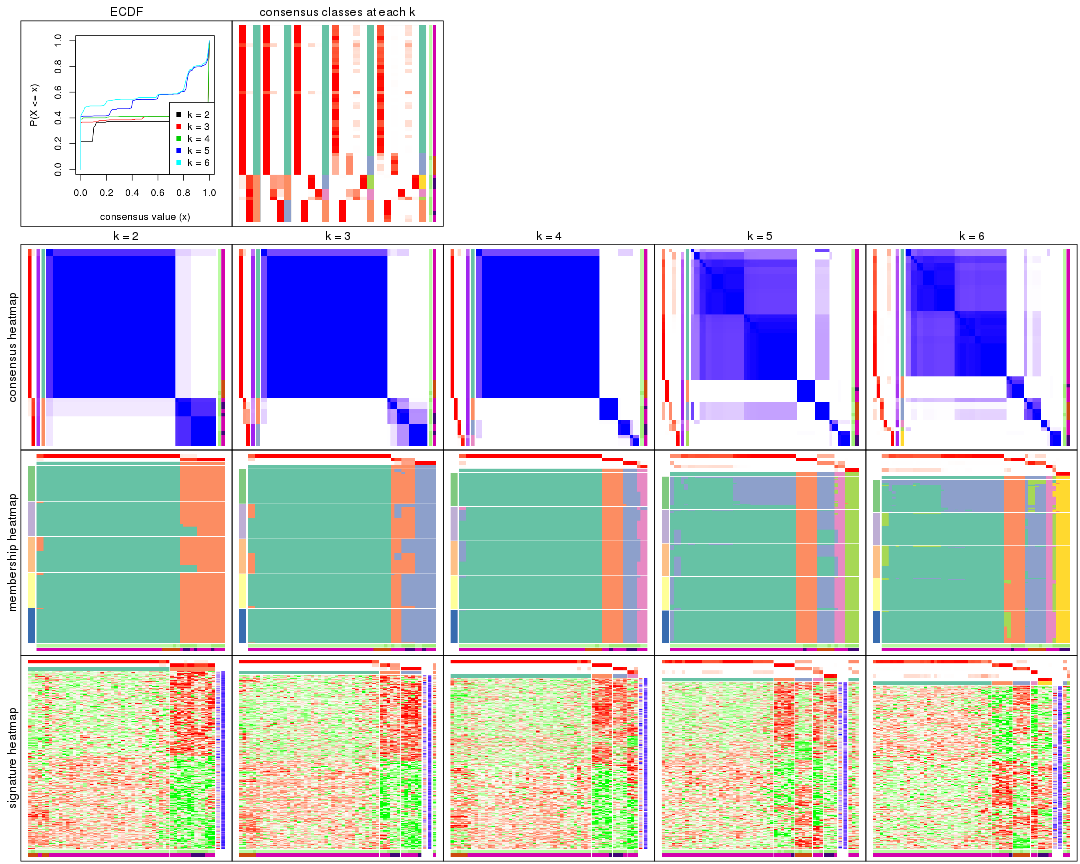 ECDF
consensus classes at each k
P(X <= x)
1.0
0.8
0.6
0.4
0.2
0.0
k = 2
k = 3
k = 4
k = 5
k = 6
0.0 0.2 0.4 0.6 0.8 1.0
consensus value (x)
k = 2
k = 3
k = 4
k = 5
k = 6
consensus heatmap
membership heatmap
signature heatmap